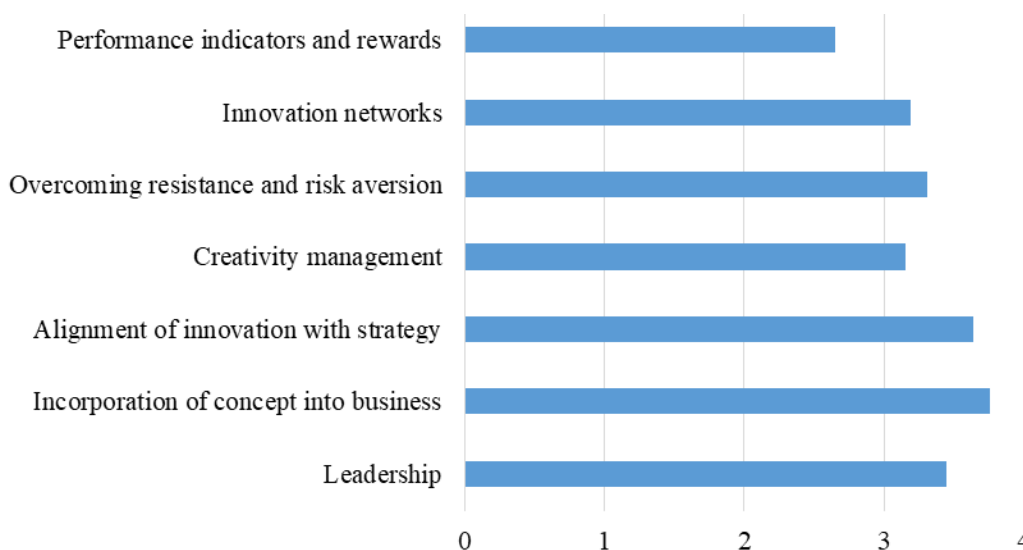 Performance indicators and rewards
Innovation networks
Overcoming resistance and risk aversion
Creativity management
Alignment of innovation with strategy
Incorporation of concept into business
Leadership
0 1 2 3 4